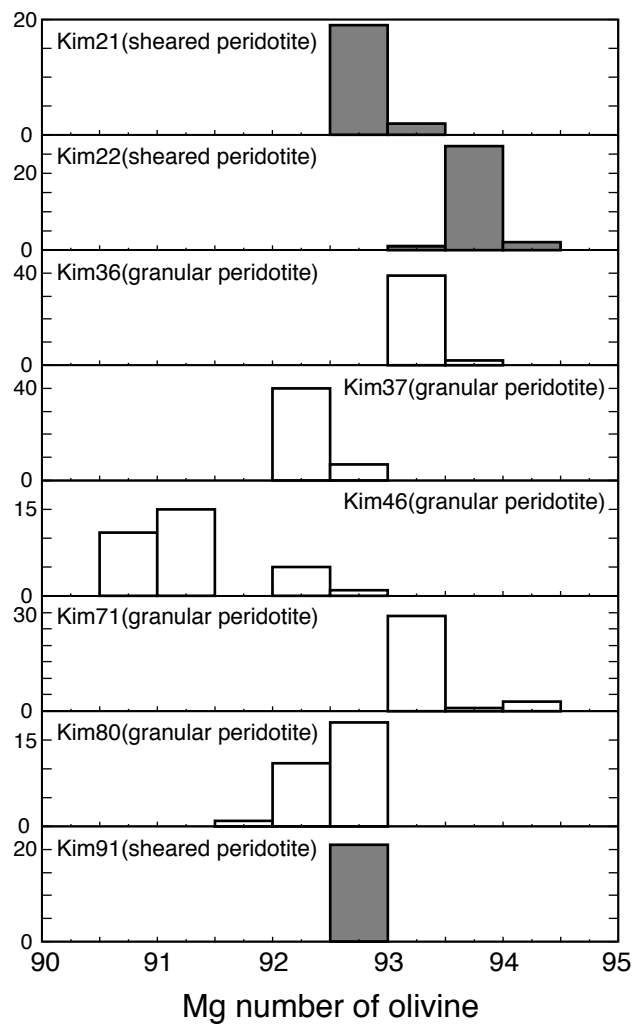 20
Kim21(sheared peridotite)
0
Kim22(sheared peridotite)
20
0
40
Kim36(granular peridotite)
0
40
Kim37(granular peridotite)
0
15
Kim46(granular peridotite)
0
30
Kim71(granular peridotite)
0
15
Kim80(granular peridotite)
0
20
Kim91(sheared peridotite)
0
90 91 92 93 94 95
Mg number of olivine